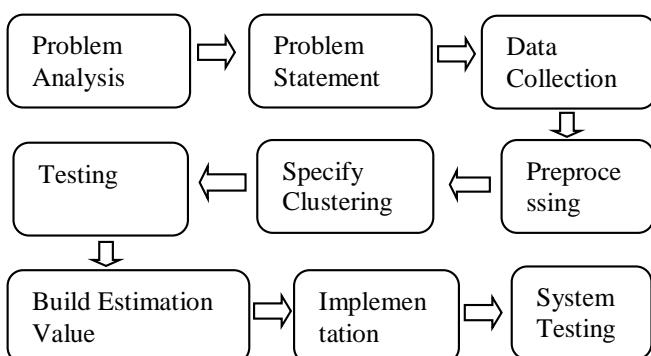 Problem
Analysis
Problem
Statement
Data
Collection
Preproce
ssing
Specify
Clustering
Testing
Build Estimation
Value
Implemen
tation
System
Testing